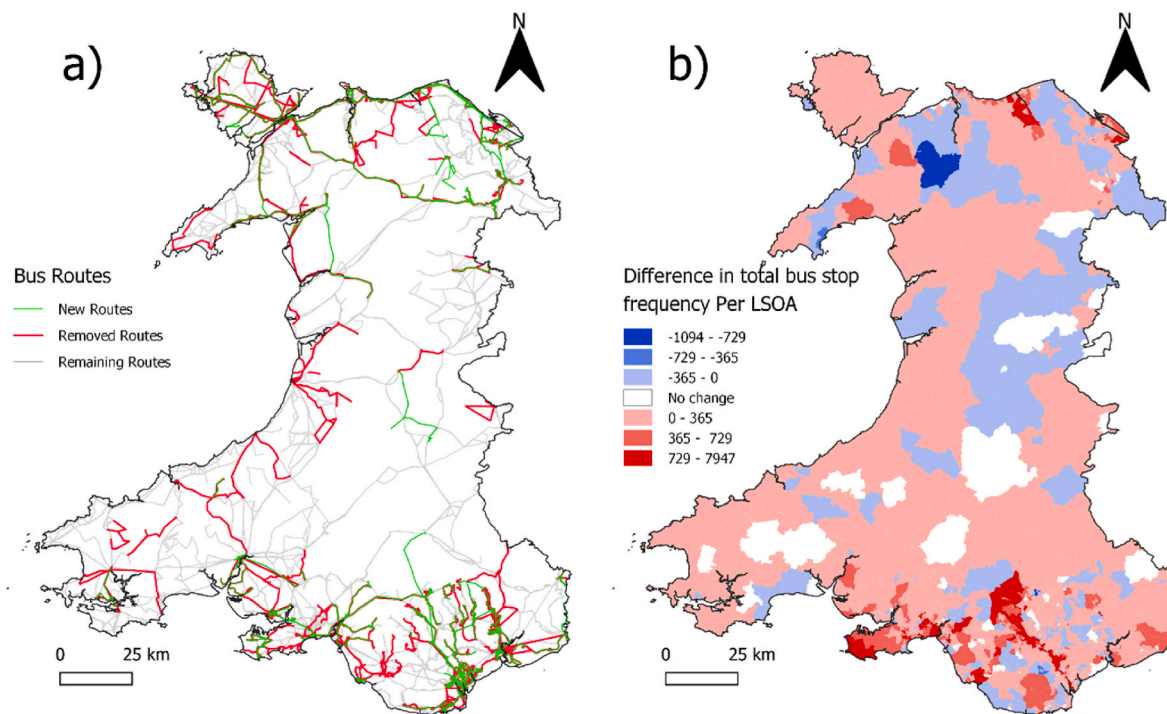 a)
N
Bus Routes
New Routes
Removed Routes
Remaining Routes
0 25 km
b)
N
Difference in total bus stop
frequency Per LSOA
-1094 - -729
-729 - -365
-365 - 0
No change
0 - 365
365 - 729
729 - 7947
0 25 km